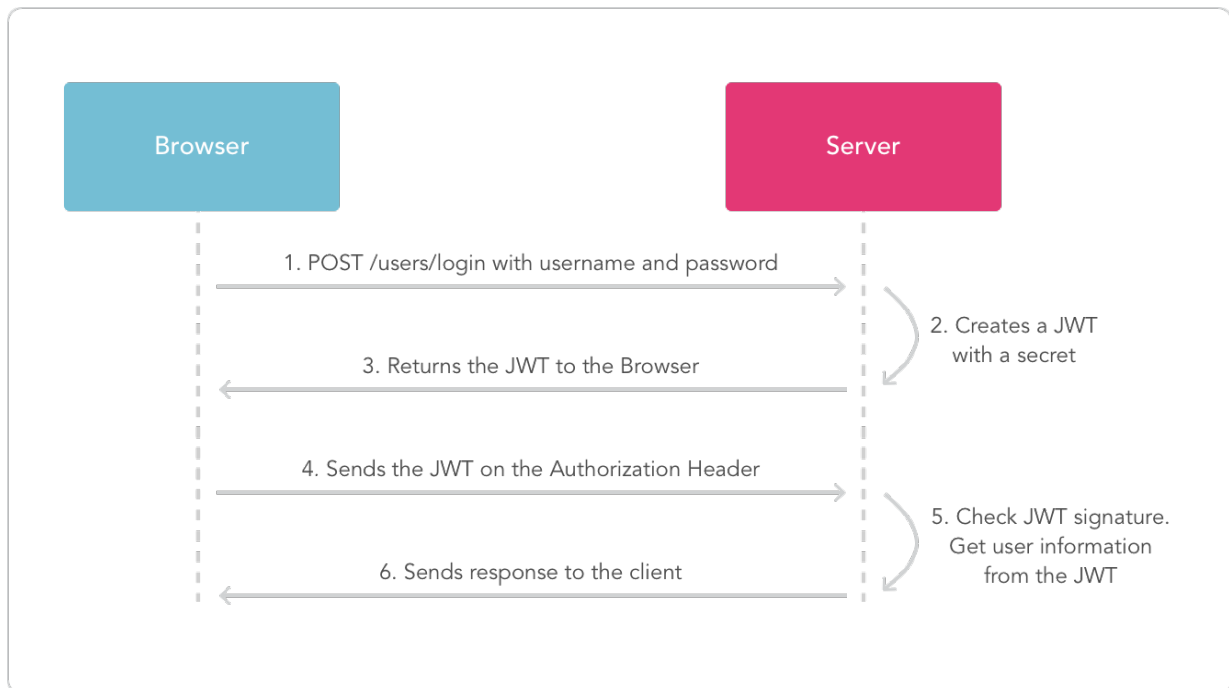 Browser
Server
1. POST /users/login with username and password
2. Creates a JWT
with a secret
3. Returns the JWT to the Browser
4. Sends the JWT on the Authorization Header
5. Check JWT signature.
Get user information
from the JWT
6. Sends response to the client